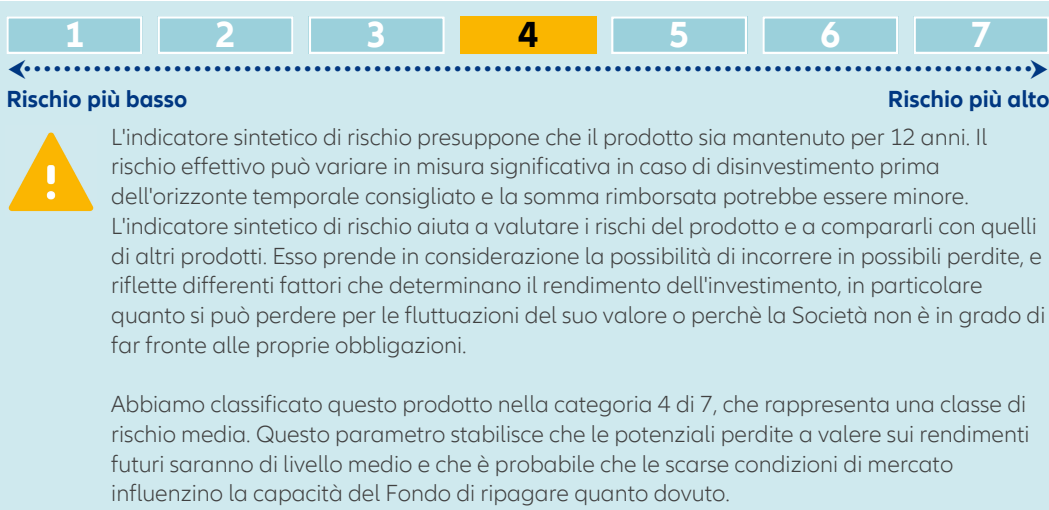 1 2 3 4 5 6 7
Rischio più basso Rischio più alto
L'indicatore sintetico di rischio presuppone che il prodotto sia mantenuto per 12 anni. Il
rischio effettivo può variare in misura significativa in caso di disinvestimento prima
dell'orizzonte temporale consigliato e la somma rimborsata potrebbe essere minore.
L'indicatore sintetico di rischio aiuta a valutare i rischi del prodotto e a compararli con quelli
di altri prodotti. Esso prende in considerazione la possibilità di incorrere in possibili perdite, e
riflette differenti fattori che determinano il rendimento dell'investimento, in particolare
quanto si può perdere per le fluttuazioni del suo valore o perchè la Società non è in grado di
far fronte alle proprie obbligazioni.
Abbiamo classificato questo prodotto nella categoria 4 di 7, che rappresenta una classe di
rischio media. Questo parametro stabilisce che le potenziali perdite a valere sui rendimenti
futuri saranno di livello medio e che è probabile che le scarse condizioni di mercato
influenzino la capacità del Fondo di ripagare quanto dovuto.